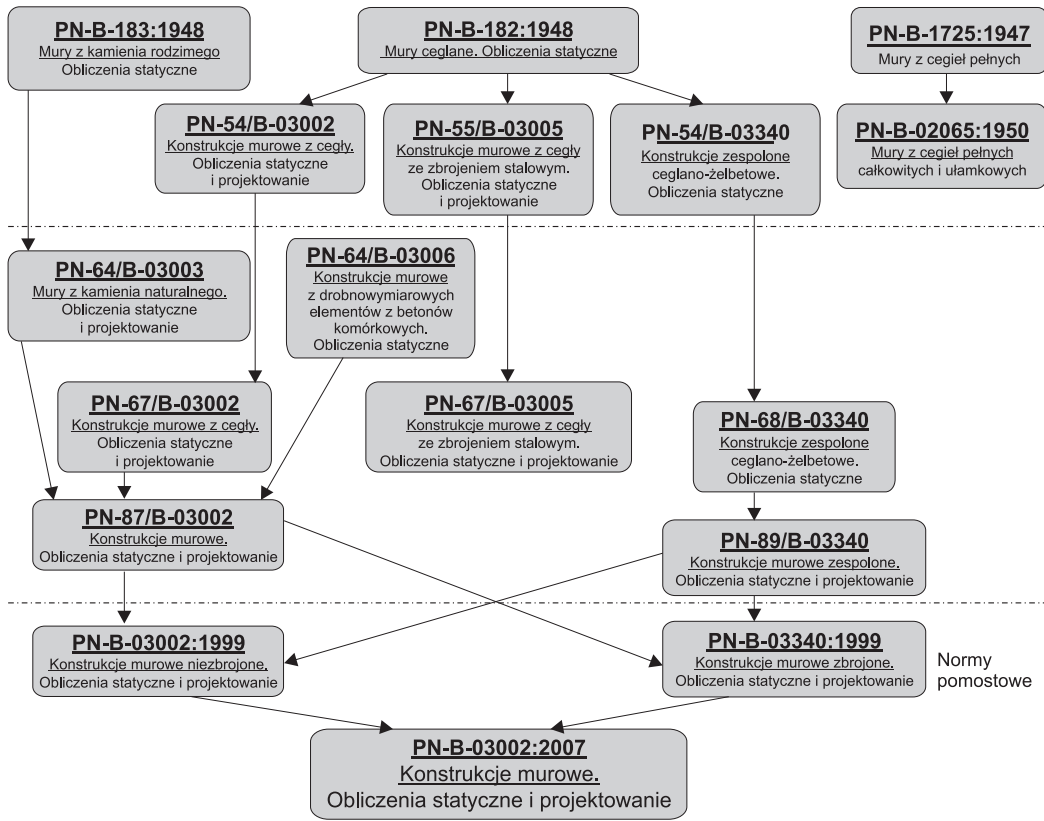 PN-B-183:1948
Mury z kamienia rodzimego
Obliczenia statyczne
PN-B-182:1948
Mury ceglane. Obliczenia statyczne
PN-B-1725:1947
Mury z cegieł pełnych
PN-54/B-03002
Konstrukcje murowe z cegły.
Obliczenia statyczne
i projektowanie
PN-55/B-03005
Konstrukcje murowe z cegły
ze zbrojeniem stalowym.
Obliczenia statyczne
i projektowanie
PN-54/B-03340
Konstrukcje zespolone
ceglano-żelbetowe.
Obliczenia statyczne
PN-B-02065:1950
Mury z cegieł pełnych
całkowitych i ułamkowych
PN-64/B-03003
Mury z kamienia naturalnego.
Obliczenia statyczne
i projektowanie
PN-64/B-03006
Konstrukcje murowe
z drobnowymiarowych
elementów z betonów
komórkowych.
Obliczenia statyczne
PN-67/B-03002
Konstrukcje murowe z cegły.
Obliczenia statyczne
i projektowanie
PN-67/B-03005
Konstrukcje murowe z cegły
ze zbrojeniem stalowym.
Obliczenia statyczne i projektowanie
PN-68/B-03340
Konstrukcje zespolone
ceglano-żelbetowe.
Obliczenia statyczne
PN-87/B-03002
Konstrukcje murowe.
Obliczenia statyczne i projektowanie
PN-89/B-03340
Konstrukcje murowe zespolone.
Obliczenia statyczne i projektowanie
PN-B-03002:1999
Konstrukcje murowe niezbrojone.
Obliczenia statyczne i projektowanie
PN-B-03340:1999
Konstrukcje murowe zbrojone.
Obliczenia statyczne i projektowanie
Normy
pomostowe
PN-B-03002:2007
Konstrukcje murowe.
Obliczenia statyczne i projektowanie